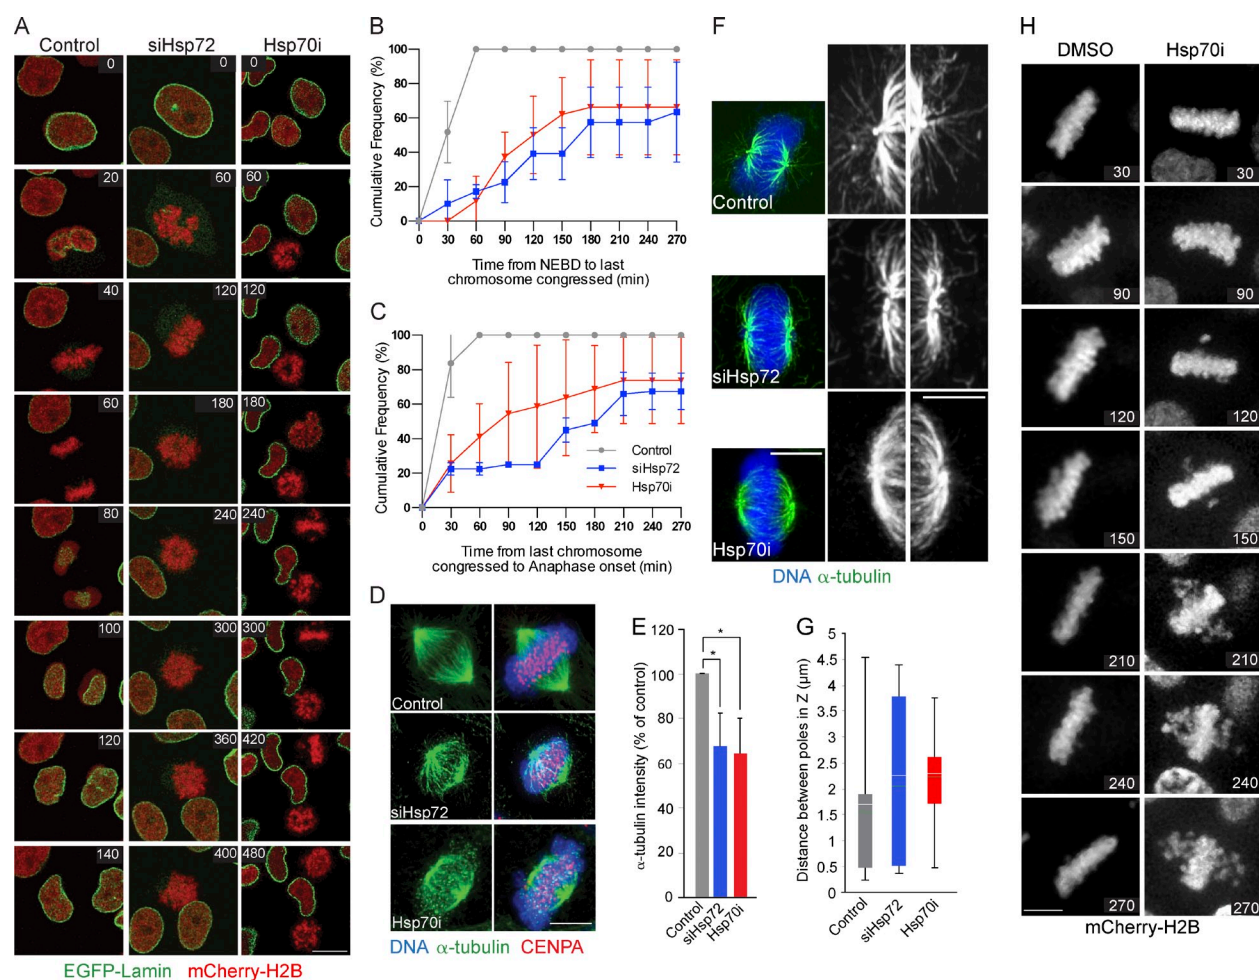 A
Control siHsp72 Hsp70i
0 0 0
20 60 60
40 120 120
60 180 180
80 240 240
100 300 300
120 360 420
140 400 480
EGFP-Lamin mCherry-H2B
B
Cumulative Frequency (%)
100
80
60
40
20
0
0 30 60 90 120 150 180 210 240 270
Time from NEBD to last
chromosome congressed (min)
C
Cumulative Frequency (%)
100
80
60
40
20
0
Control
siHsp72
Hsp70i
0 30 60 90 120 150 180 210 240 270
Time from last chromosome
congressed to Anaphase onset (min)
D
Control
siHsp72
Hsp70i
DNA α-tubulin CENPA
E
α-tubulin intensity (% of control)
120
100
80
60
40
20
0
* *
Control siHsp72 Hsp70i
F
Control
siHsp72
Hsp70i
DNA α-tubulin
G
Distance between poles in Z (µm)
5
4.5
4
3.5
3
2.5
2
1.5
1
0.5
0
Control siHsp72 Hsp70i
H
DMSO Hsp70i
30 30
90 90
120 120
150 150
210 210
240 240
270 270
mCherry-H2B